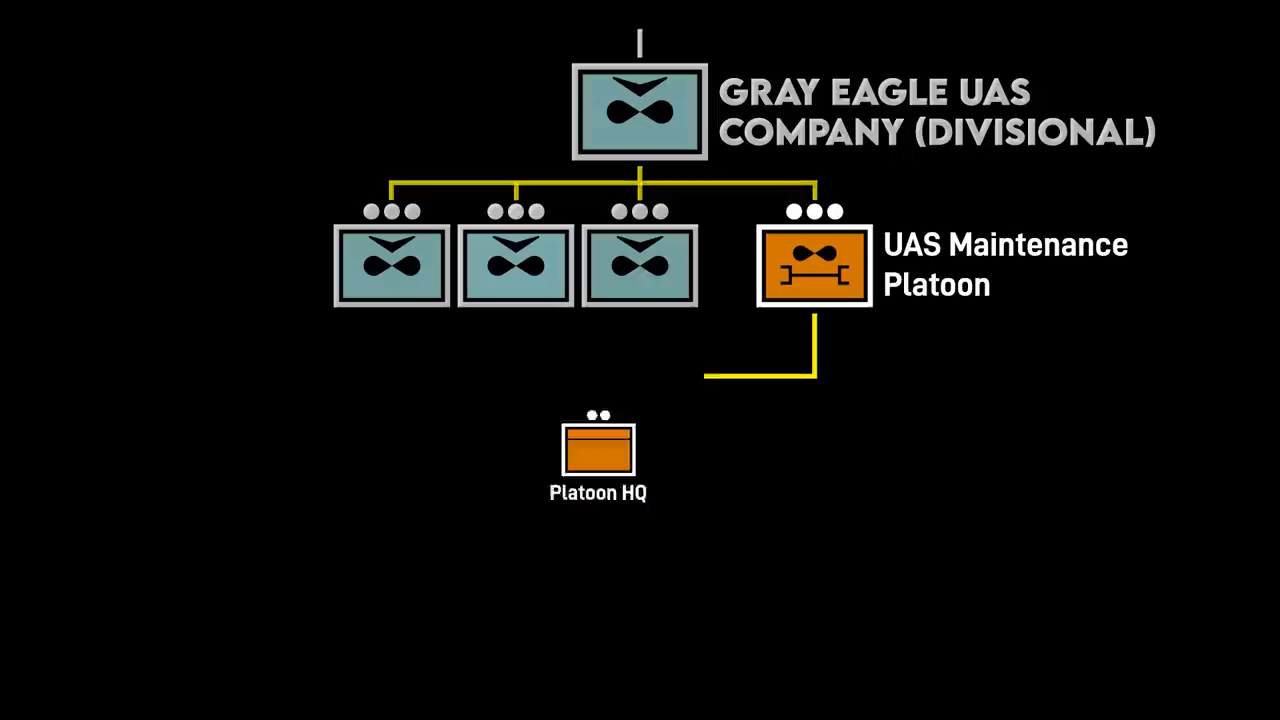 GRAY EAGLE UAS
COMPANY (DIVISIONAL)
UAS Maintenance
Platoon
Platoon HQ